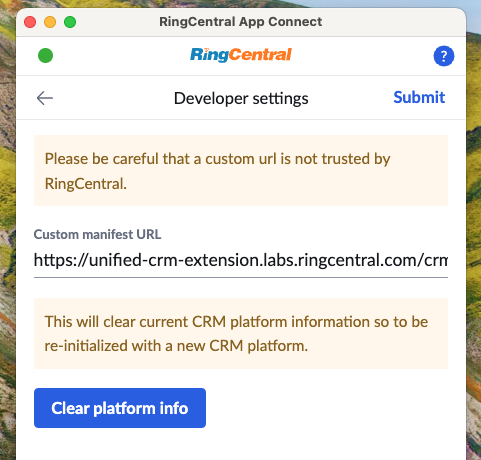 RingCentral App Connect
RingCentral
?
Developer settings
Submit
Please be careful that a custom url is not trusted by
RingCentral.
Custom manifest URL
https://unified-crm-extension.labs.ringcentral.com/crm
This will clear current CRM platform information so to be
re-initialized with a new CRM platform.
Clear platform info